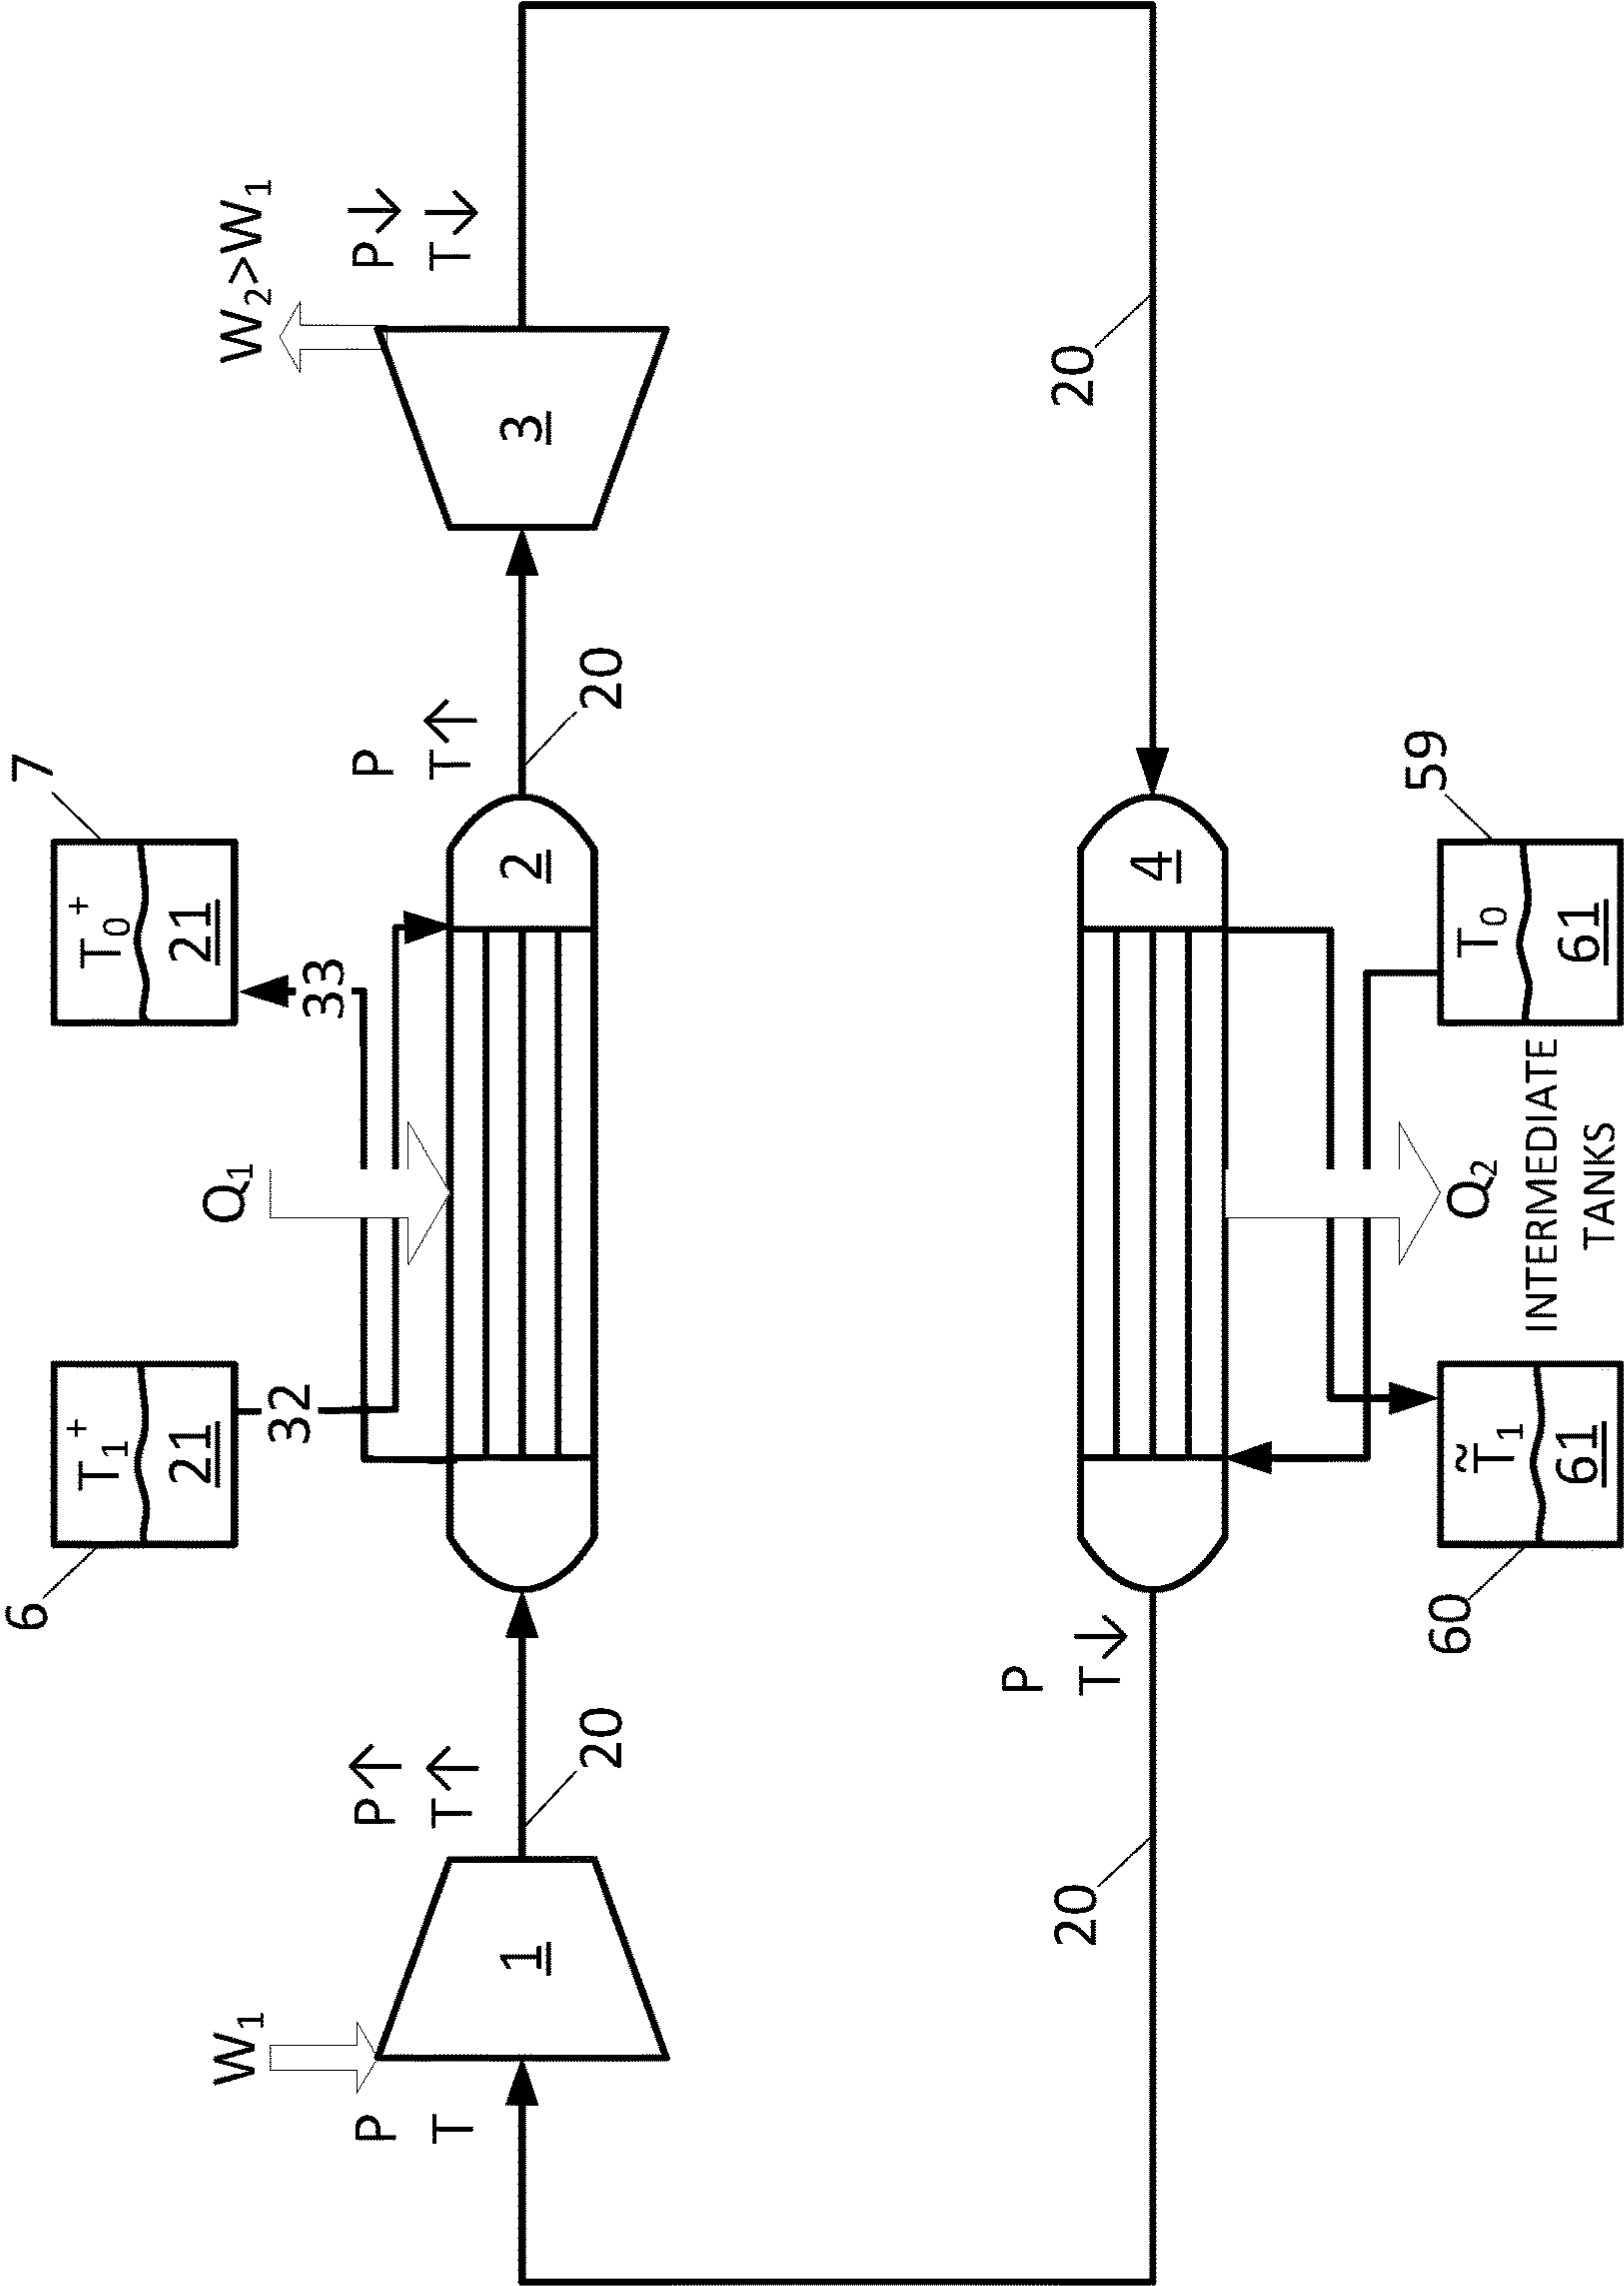 6
7
T₁⁺
T₀⁺
21
21
W₁
Q₁
W₂>W₁
32
33
P
P↑
P
P↓
T
T↑
T↑
T↓
1
2
3
20
20
P
T↓
20
20
4
60
Q₂
59
T̃₁
T₀
61
61
INTERMEDIATE
TANKS